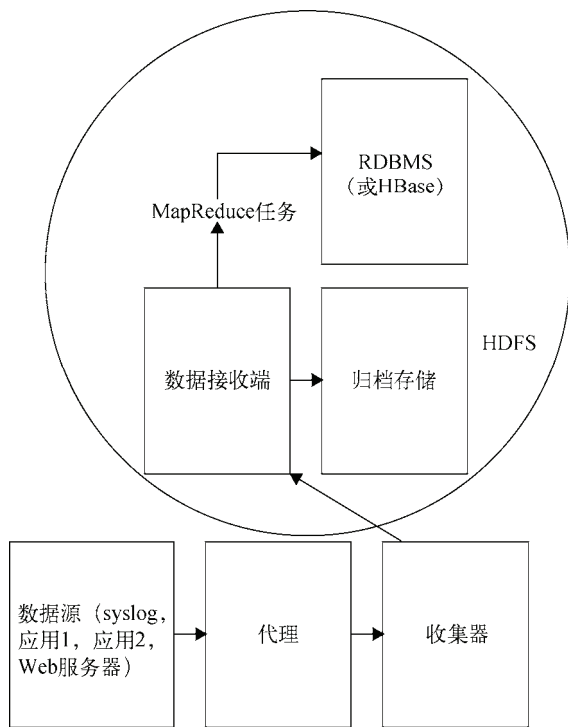 RDBMS
（或HBase）
MapReduce任务
数据接收端
归档存储
HDFS
数据源（syslog，
应用1，应用2，
Web服务器）
代理
收集器